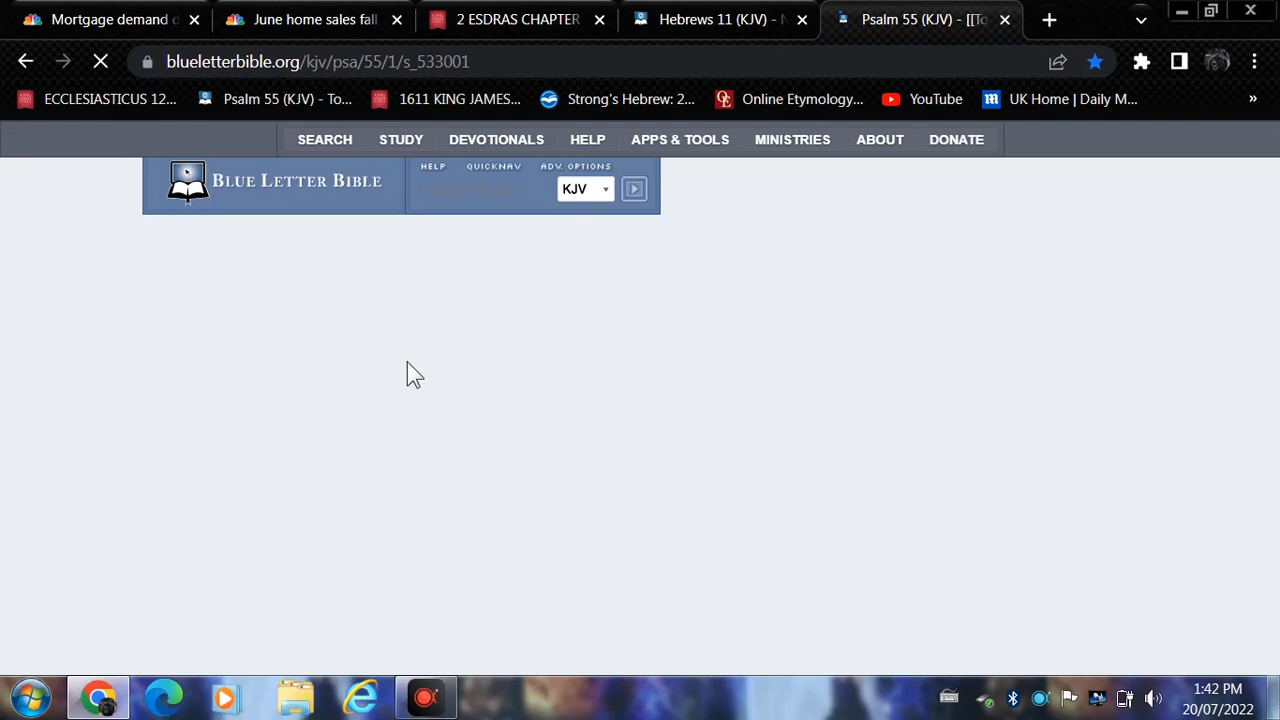 Mortgage demand d
June home sales fall
2 ESDRAS CHAPTER
Hebrews 11 (KJV) - N
Psalm 55 (KJV) - [[To
blueletterbible.org/kjv/psa/55/1/s_533001
ECCLESIASTICUS 12...
Psalm 55 (KJV) - To...
1611 KING JAMES...
Strong's Hebrew: 2...
Online Etymology...
YouTube
UK Home | Daily M...
»
SEARCH STUDY DEVOTIONALS HELP APPS & TOOLS MINISTRIES ABOUT DONATE
HELP QUICKNAV ADV. OPTIONS
BLUE LETTER BIBLE
KJV
1:42 PM
20/07/2022